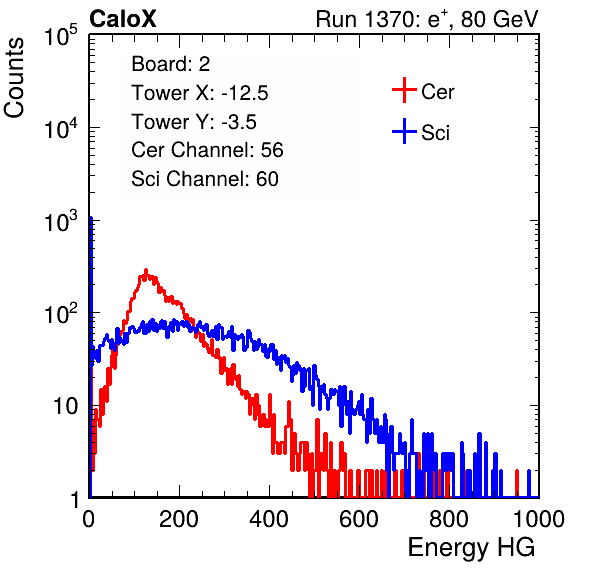 CaloX Run 1370: e⁺, 80 GeV
Counts
Board: 2
Tower X: -12.5
Tower Y: -3.5
Cer Channel: 56
Sci Channel: 60
Cer
Sci
10⁵
10⁴
10³
10²
10
1
0 200 400 600 800 1000
Energy HG